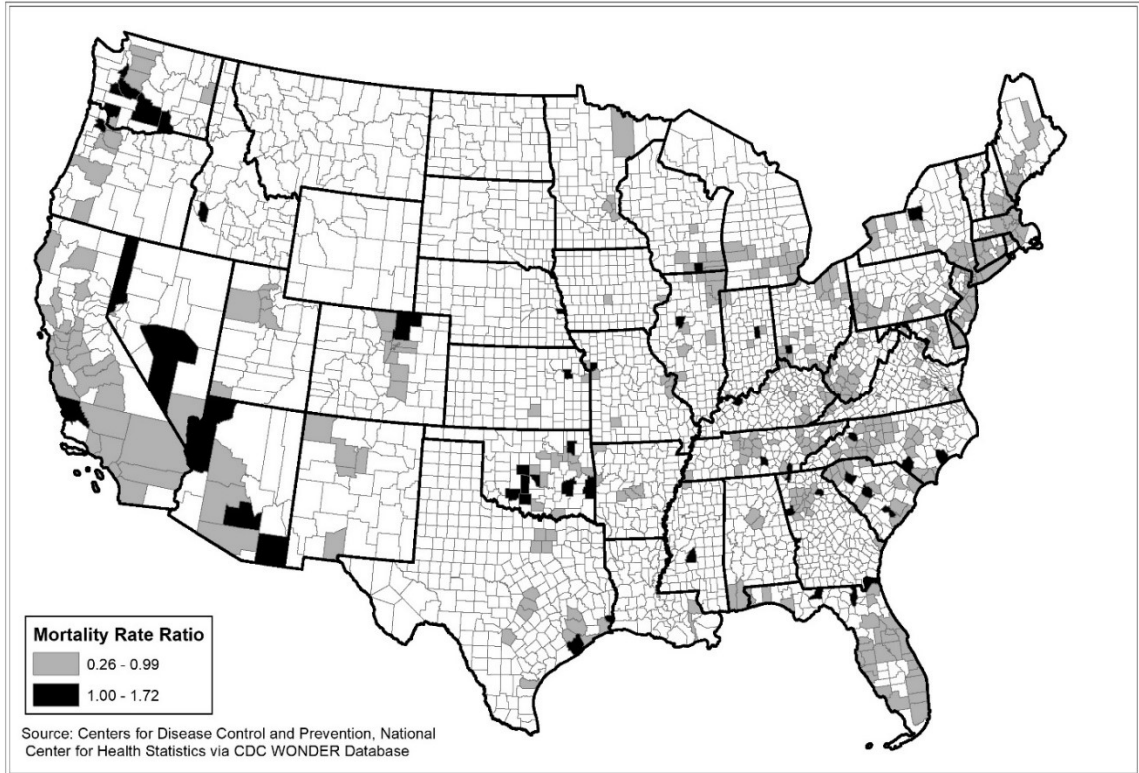 Mortality Rate Ratio
0.26 - 0.99
1.00 - 1.72
Source: Centers for Disease Control and Prevention, National
Center for Health Statistics via CDC WONDER Database